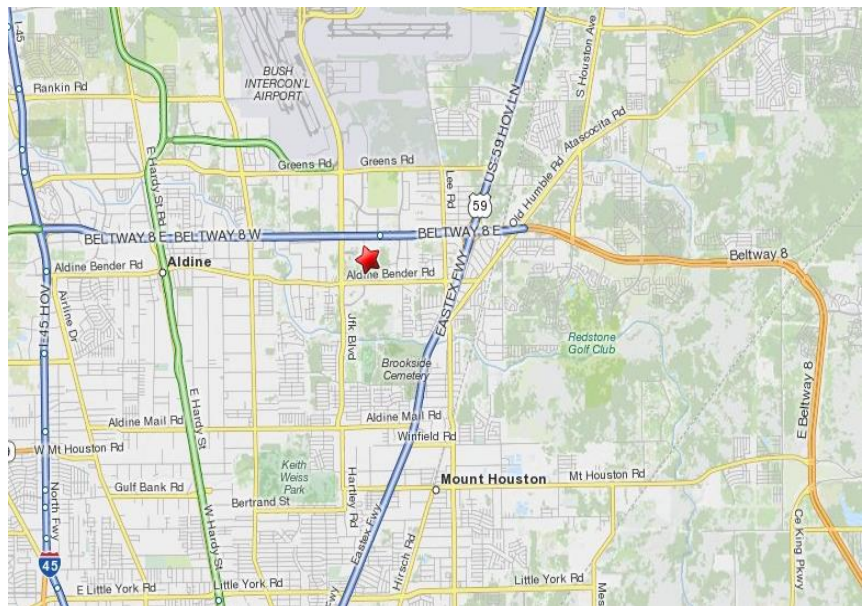 I-45
S Houston Ave
BUSH
INTERCON'L
AIRPORT
US-59 HOV LN
Rankin Rd
Atascocita Rd
E Hardy St Rd
Greens Rd
Greens Rd
Lee Rd
Old Humble Rd
59
BELTWAY 8 E
BELTWAY 8 W
BELTWAY 8 E
Beltway 8
Aldine Bender Rd
Aldine
Aldine Bender Rd
I-45 HOV
Airline Dr
EASTEX FWY
Jfk Blvd
Redstone
Golf Club
Brookside
Cemetery
E Hardy St
E Beltway 8
Aldine Mail Rd
Aldine Mail Rd
Winfield Rd
W Mt Houston Rd
Keith
Weiss
Park
Mount Houston
Mt Houston Rd
Gulf Bank Rd
Hartley Rd
Bertrand St
North Fwy
W Hardy St
Eastex Fwy
Hirsch Rd
Ce King Pkwy
45
E Little York Rd
Little York Rd
Little York Rd
Fwy
Mes